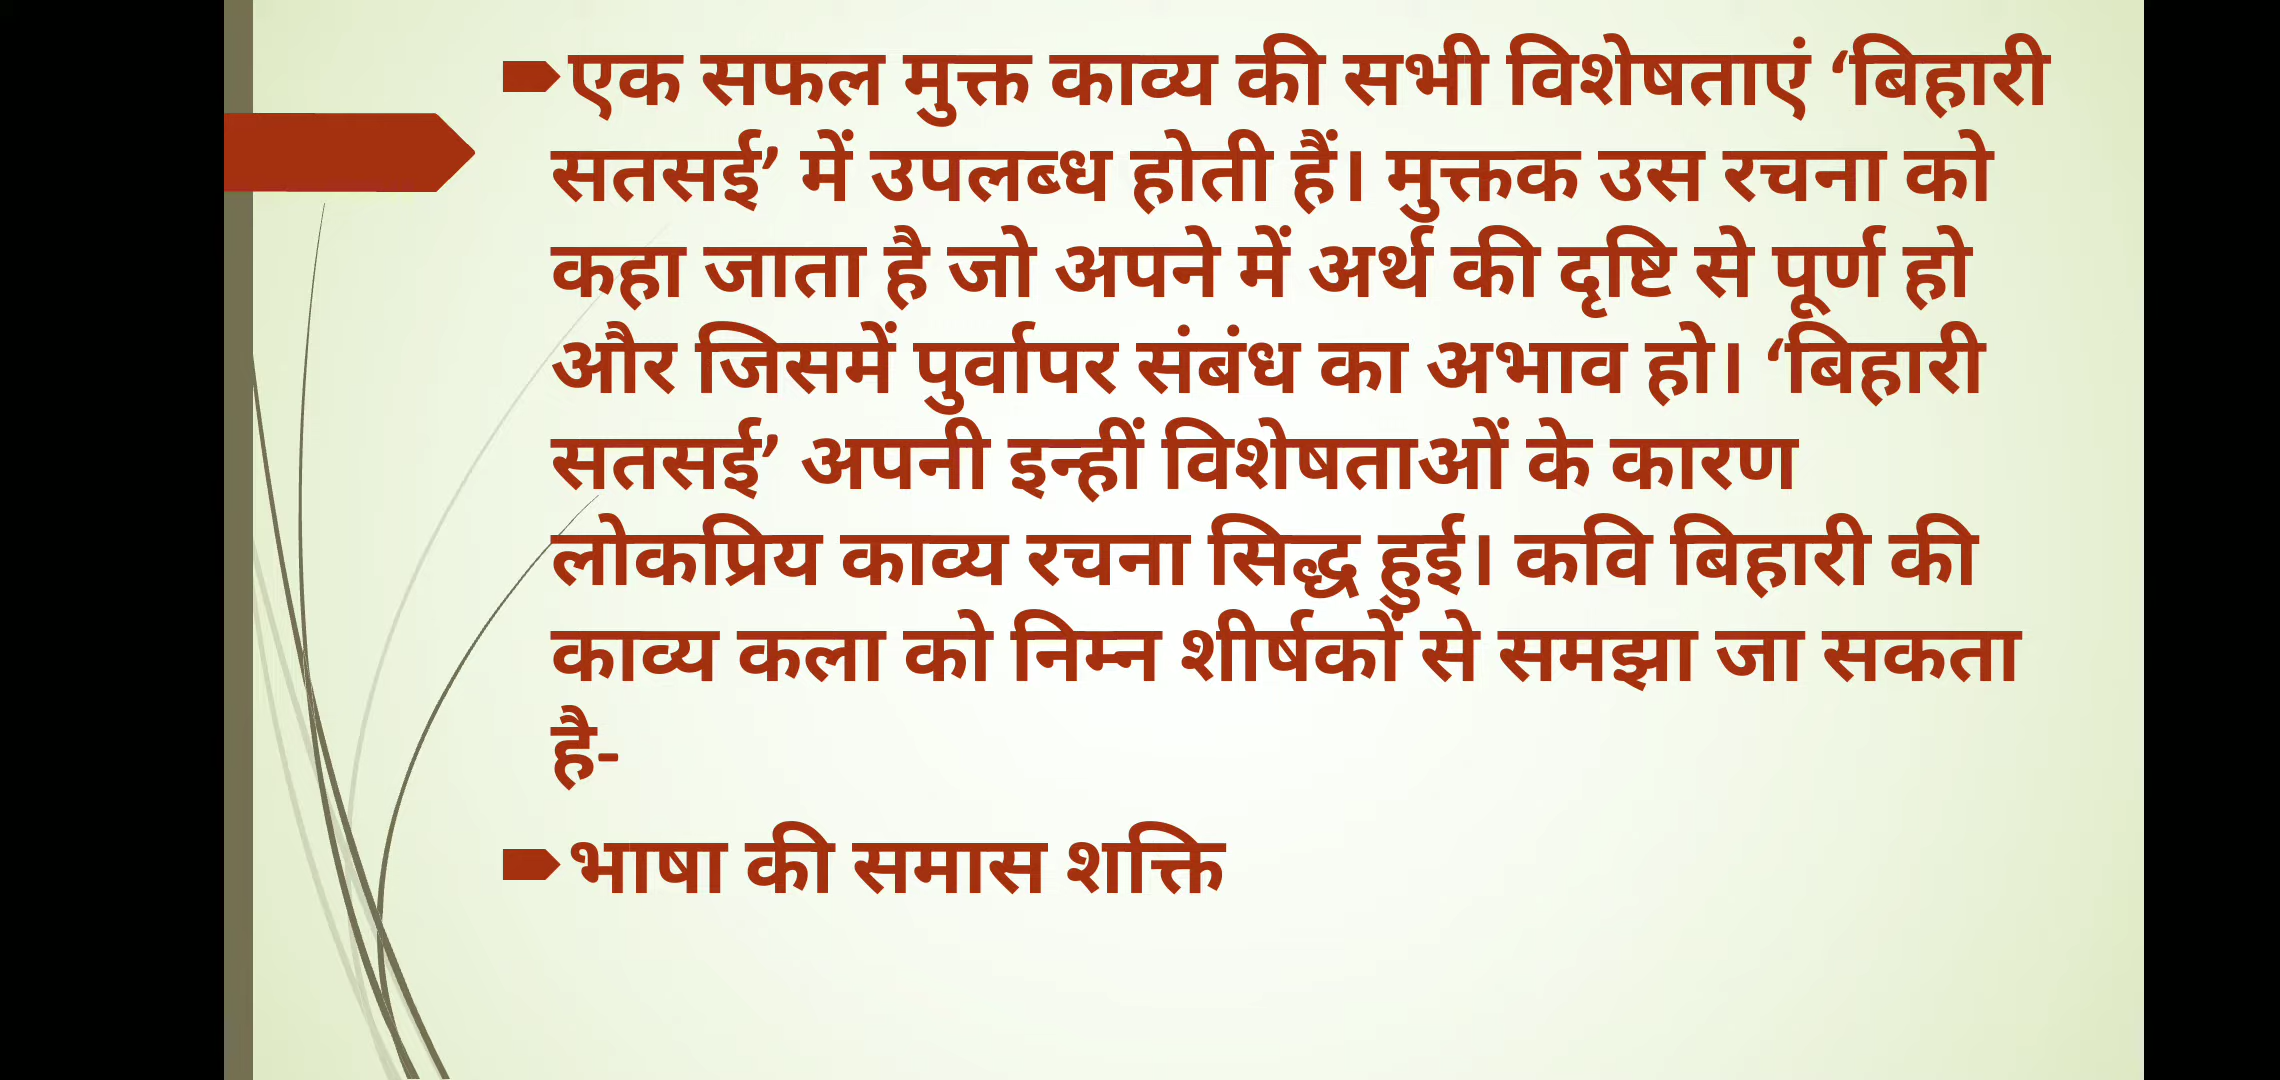 एक सफल मुक्त काव्य की सभी विशेषताएं ‘बिहारी
सतसई’ में उपलब्ध होती हैं। मुक्तक उस रचना को
कहा जाता है जो अपने में अर्थ की दृष्टि से पूर्ण हो
और जिसमें पुर्वापर संबंध का अभाव हो। ‘बिहारी
सतसई’ अपनी इन्हीं विशेषताओं के कारण
लोकप्रिय काव्य रचना सिद्ध हुई। कवि बिहारी की
काव्य कला को निम्न शीर्षकों से समझा जा सकता
है-
भाषा की समास शक्ति